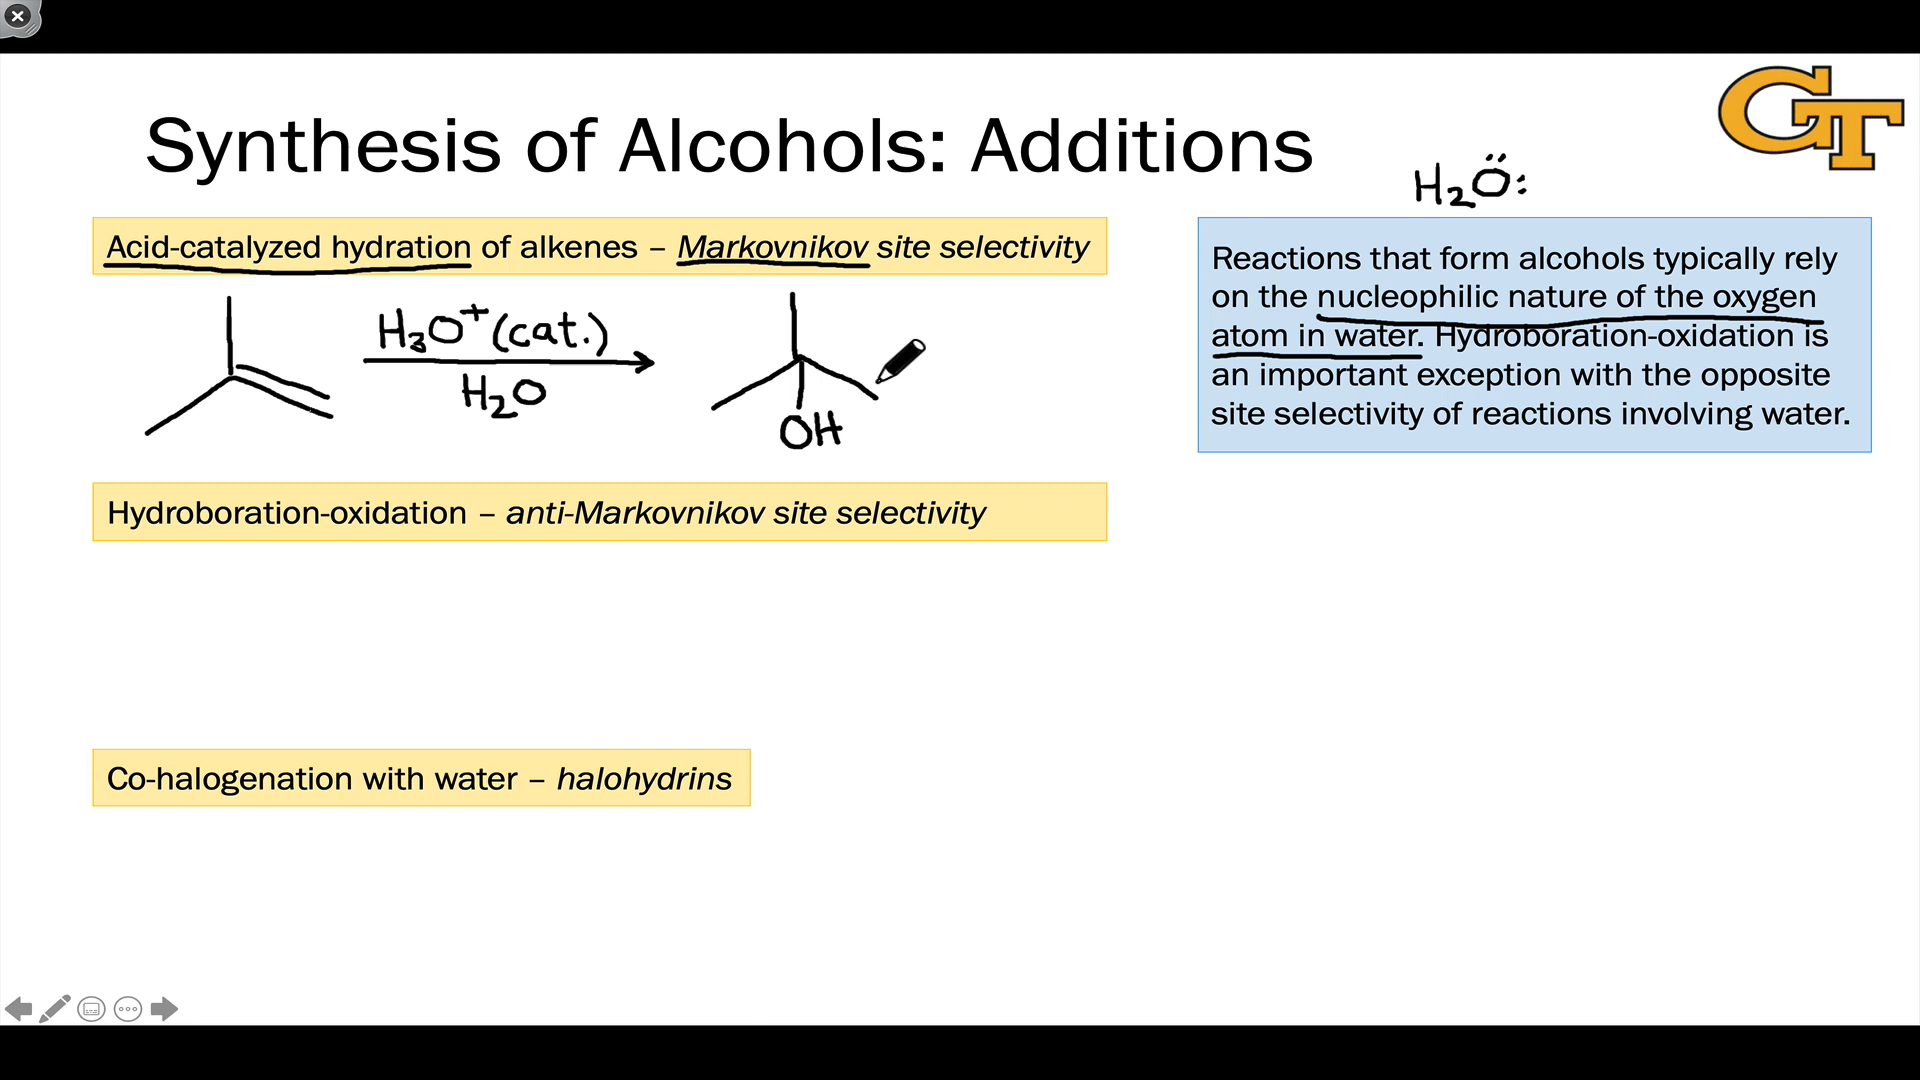 Synthesis of Alcohols: Additions
GT
H₂Ö:
Acid-catalyzed hydration of alkenes – Markovnikov site selectivity
H₃O⁺ (cat.)
H₂O
OH
Reactions that form alcohols typically rely
on the nucleophilic nature of the oxygen
atom in water. Hydroboration-oxidation is
an important exception with the opposite
site selectivity of reactions involving water.
Hydroboration-oxidation – anti-Markovnikov site selectivity
Co-halogenation with water – halohydrins